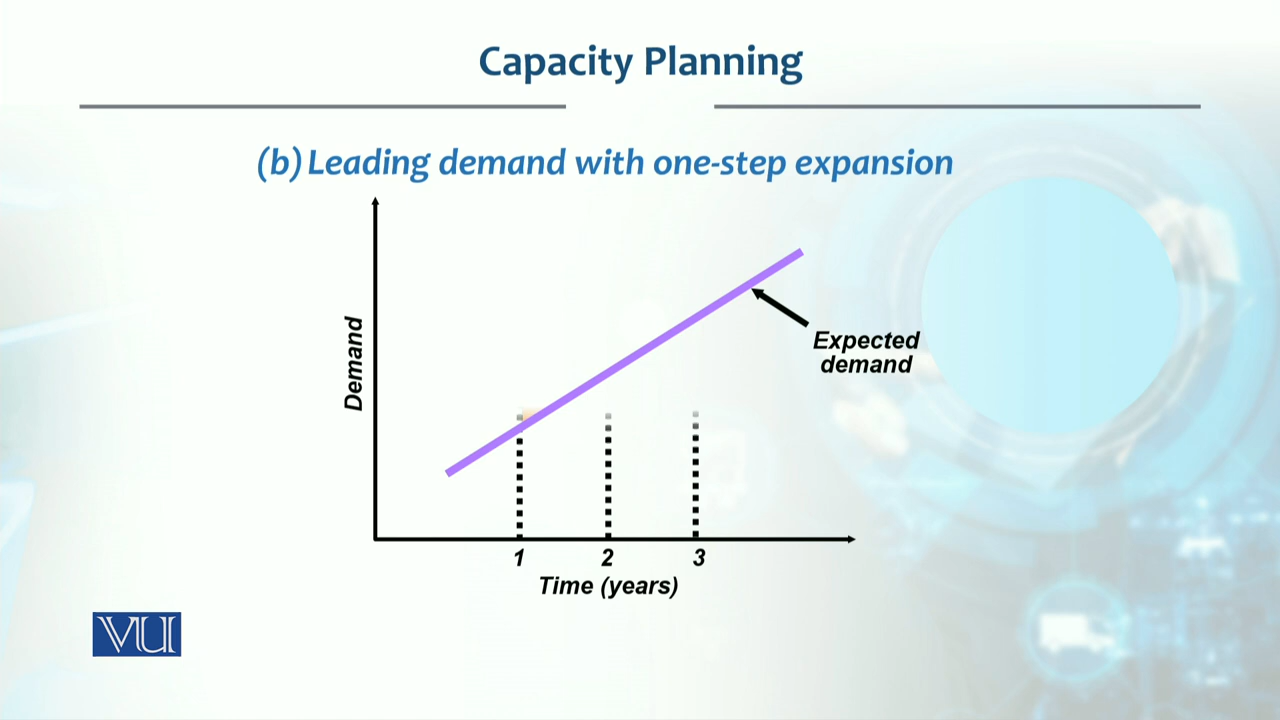 Capacity Planning
(b) Leading demand with one-step expansion
Demand
Expected
demand
1 2 3
Time (years)
VU